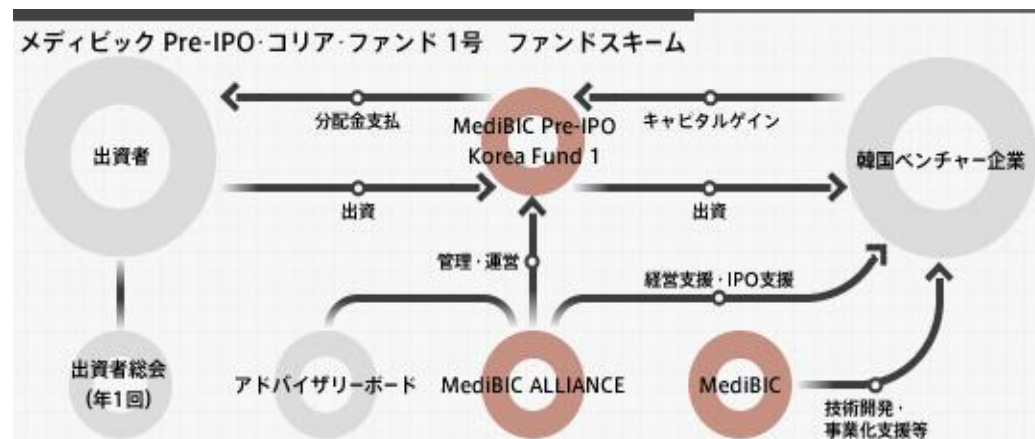 メディビック Pre-IPO·コリア·ファンド 1号　ファンドスキーム
分配金支払
キャピタルゲイン
出資者
MediBIC Pre-IPO
Korea Fund 1
韓国ベンチャー企業
出資
出資
管理·運営
経営支援·IPO支援
出資者総会
(年1回)
アドバイザリーボード
MediBIC ALLIANCE
MediBIC
技術開発·
事業化支援等